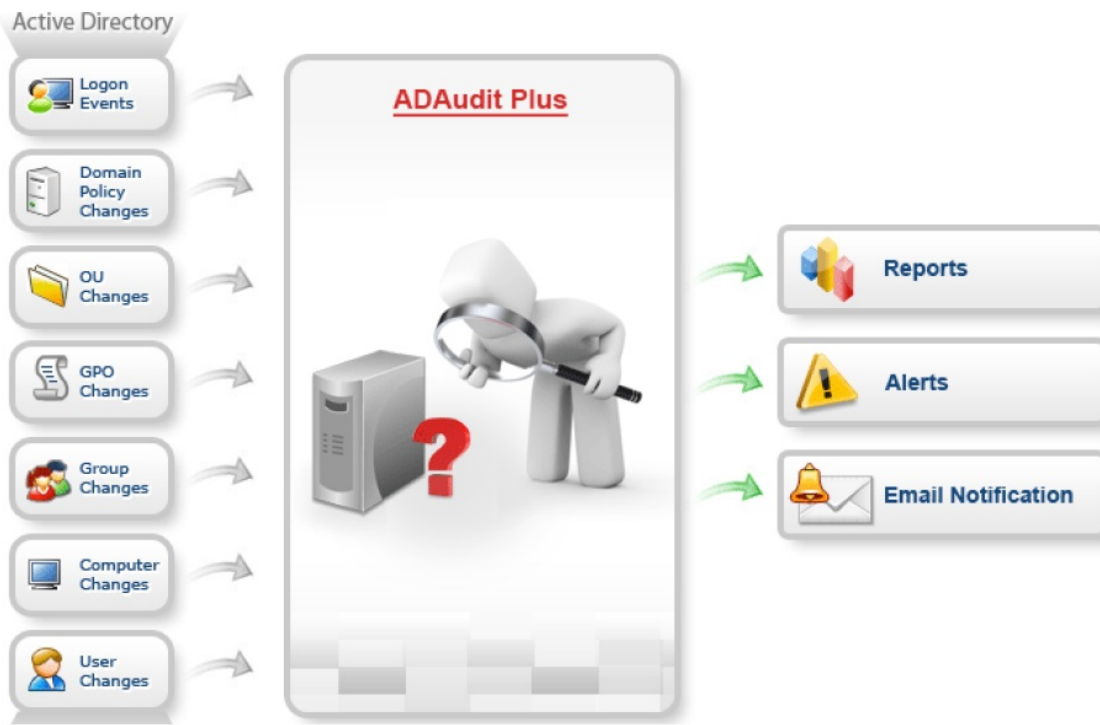 Active Directory
Logon
Events
Domain
Policy
Changes
OU
Changes
GPO
Changes
Group
Changes
Computer
Changes
User
Changes
ADAudit Plus
?
Reports
!
Alerts
Email Notification